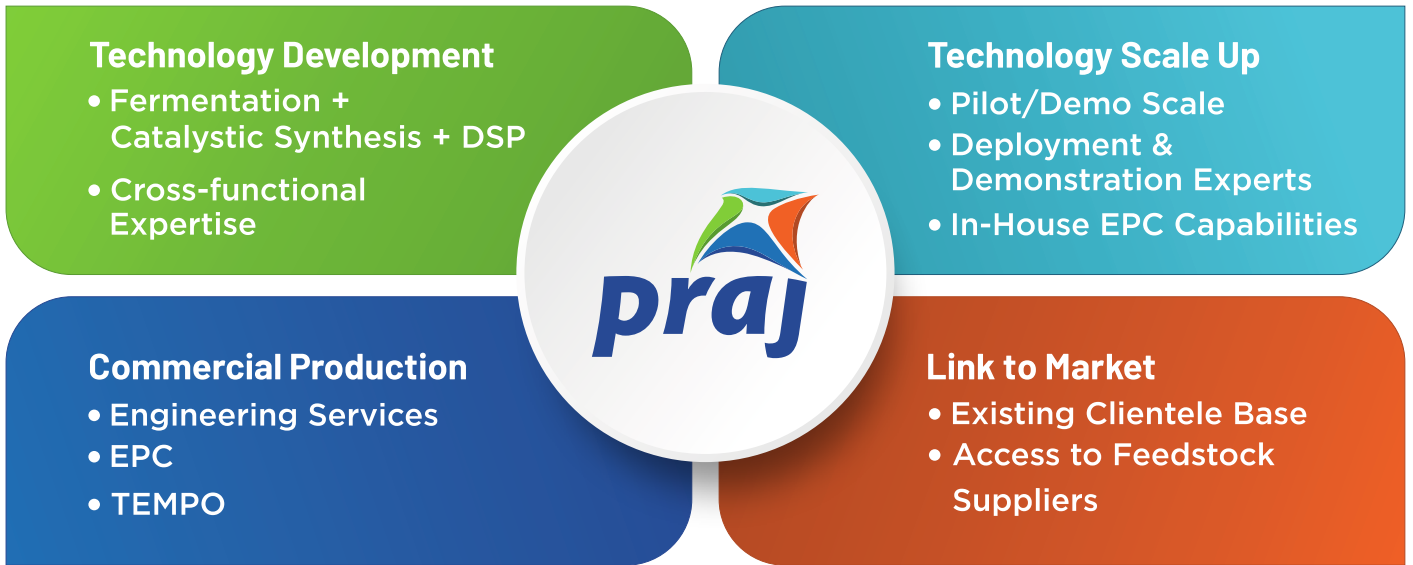 Technology Development
• Fermentation +
Catalystic Synthesis + DSP
• Cross-functional
Expertise
Technology Scale Up
• Pilot/Demo Scale
• Deployment &
Demonstration Experts
• In-House EPC Capabilities
praj
Commercial Production
• Engineering Services
• EPC
• TEMPO
Link to Market
• Existing Clientele Base
• Access to Feedstock
Suppliers